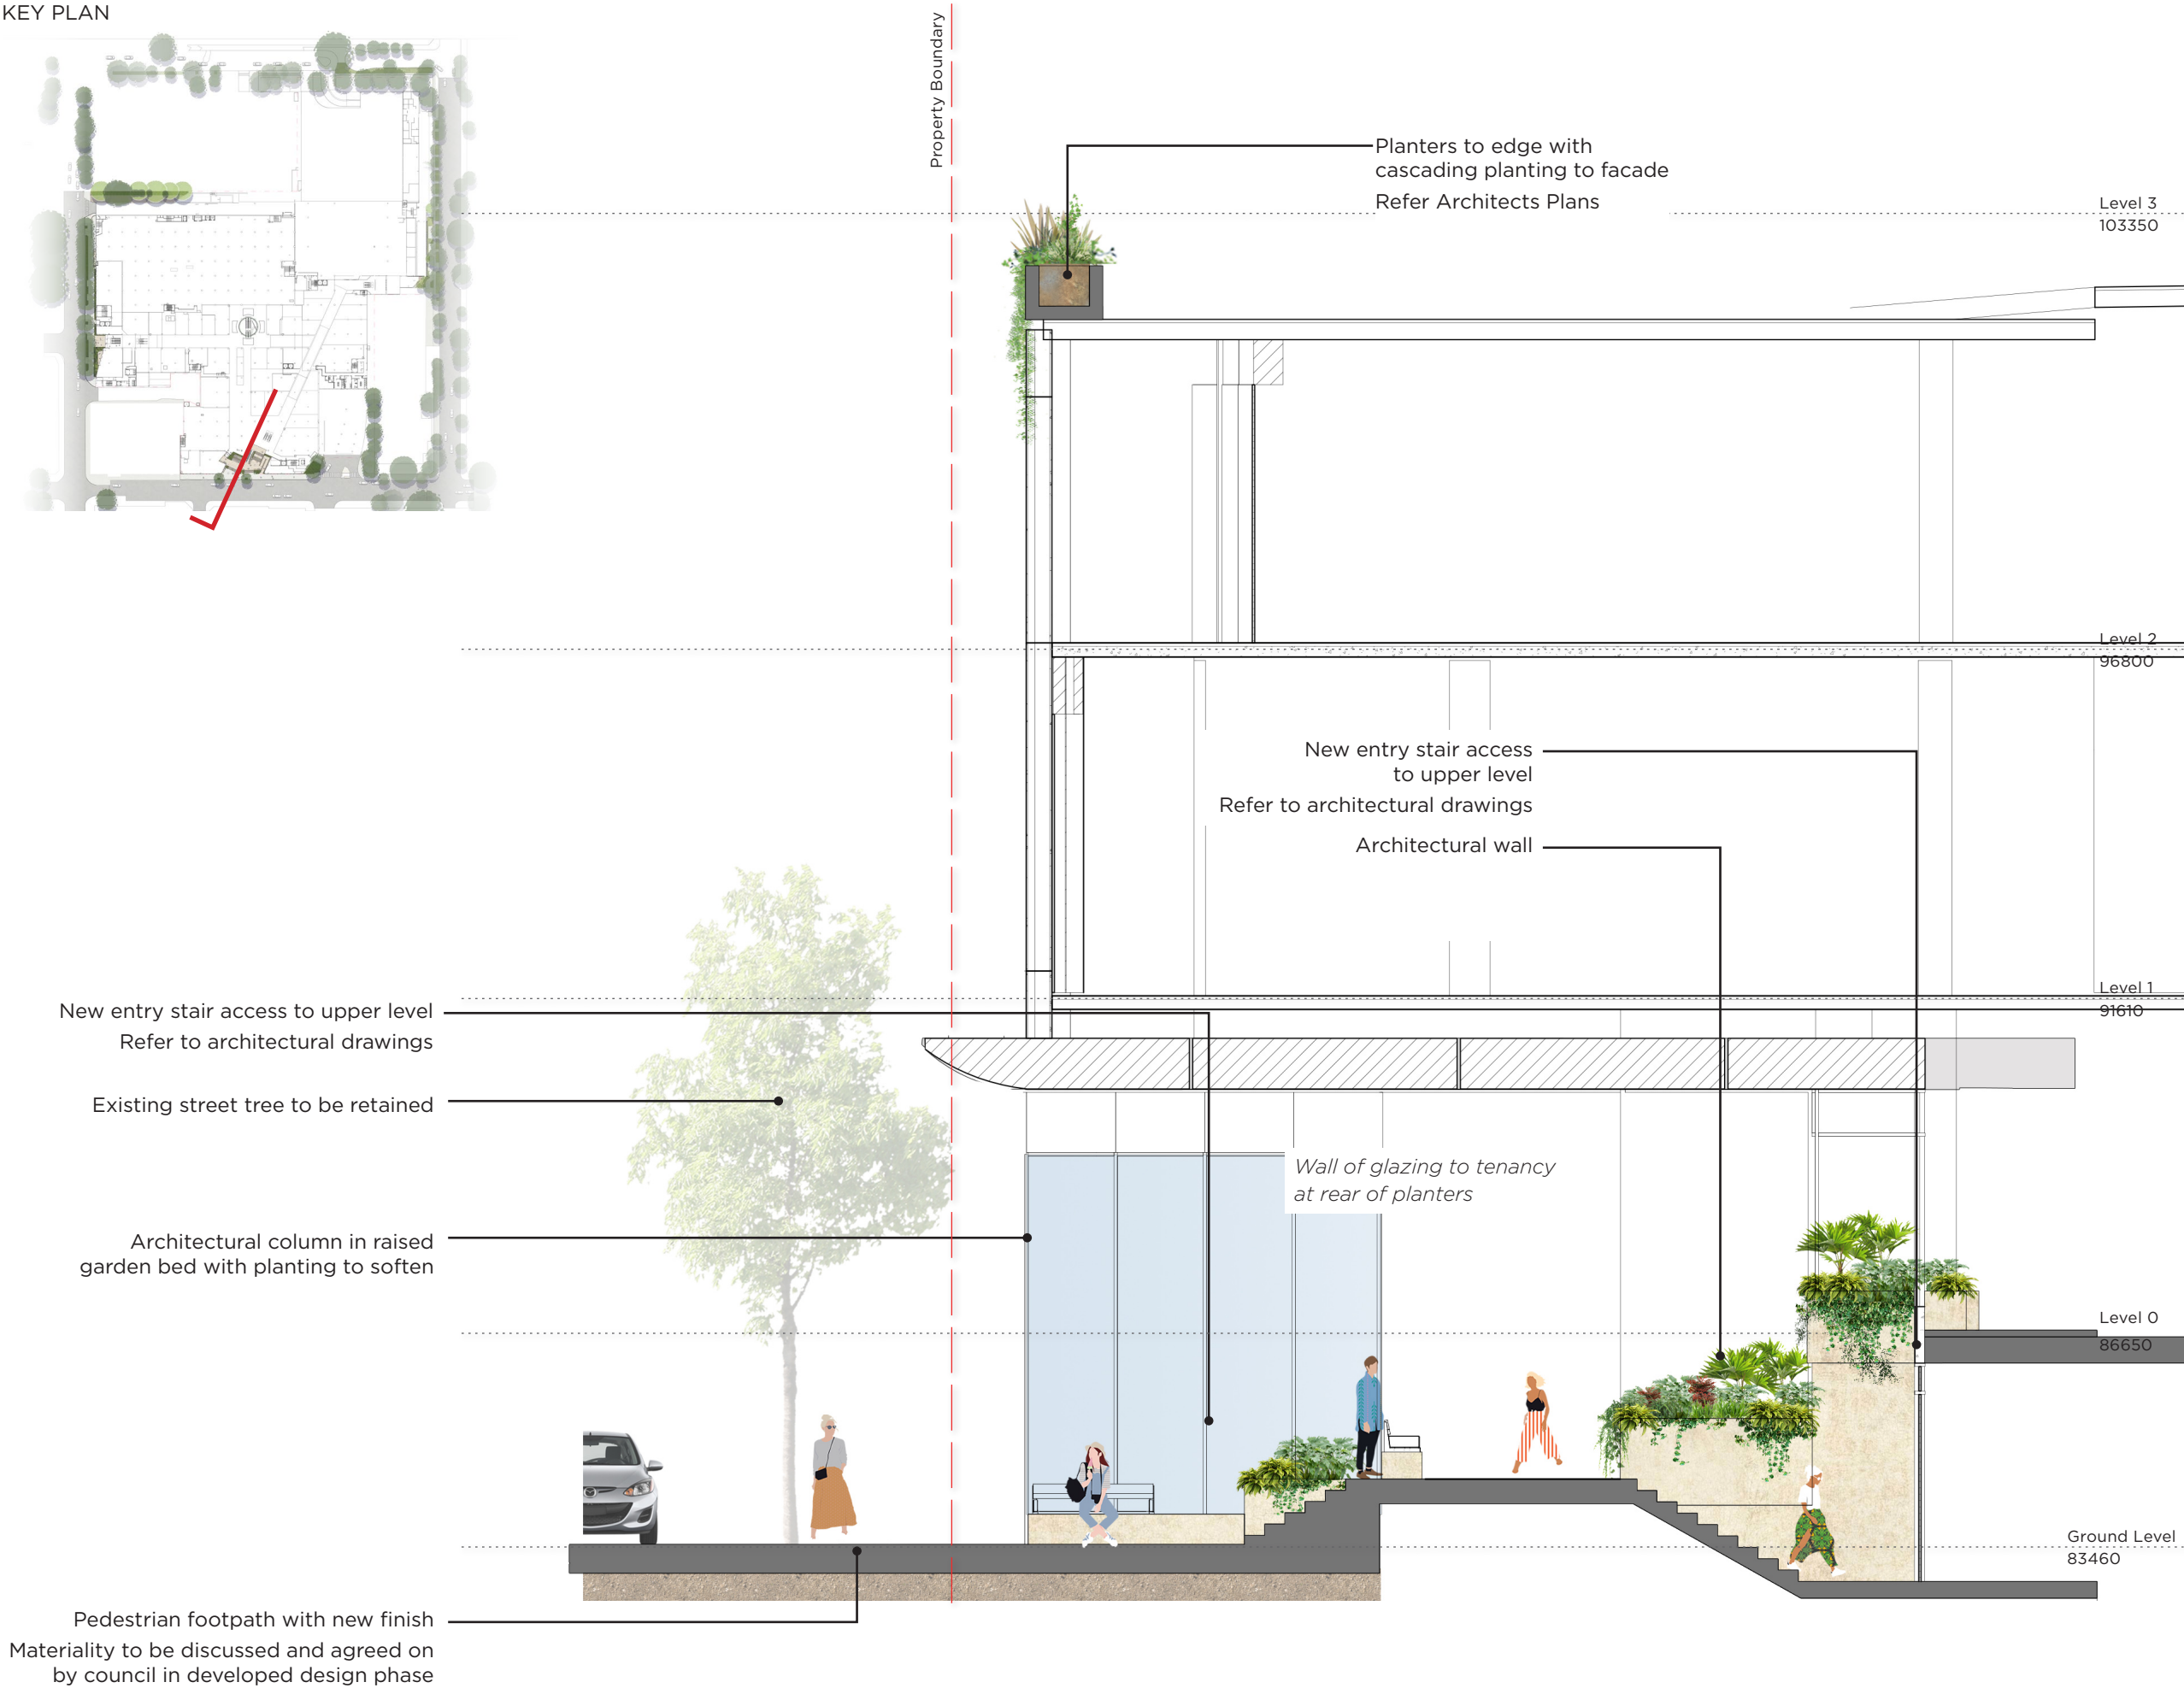 KEY PLAN
Property Boundary
Planters to edge with
cascading planting to facade
Refer Architects Plans
Level 3
103350
Level 2
96800
New entry stair access
to upper level
Refer to architectural drawings
Architectural wall
Level 1
91610
New entry stair access to upper level
Refer to architectural drawings
Existing street tree to be retained
Wall of glazing to tenancy
at rear of planters
Architectural column in raised
garden bed with planting to soften
Level 0
86650
Ground Level
83460
Pedestrian footpath with new finish
Materiality to be discussed and agreed on
by council in developed design phase